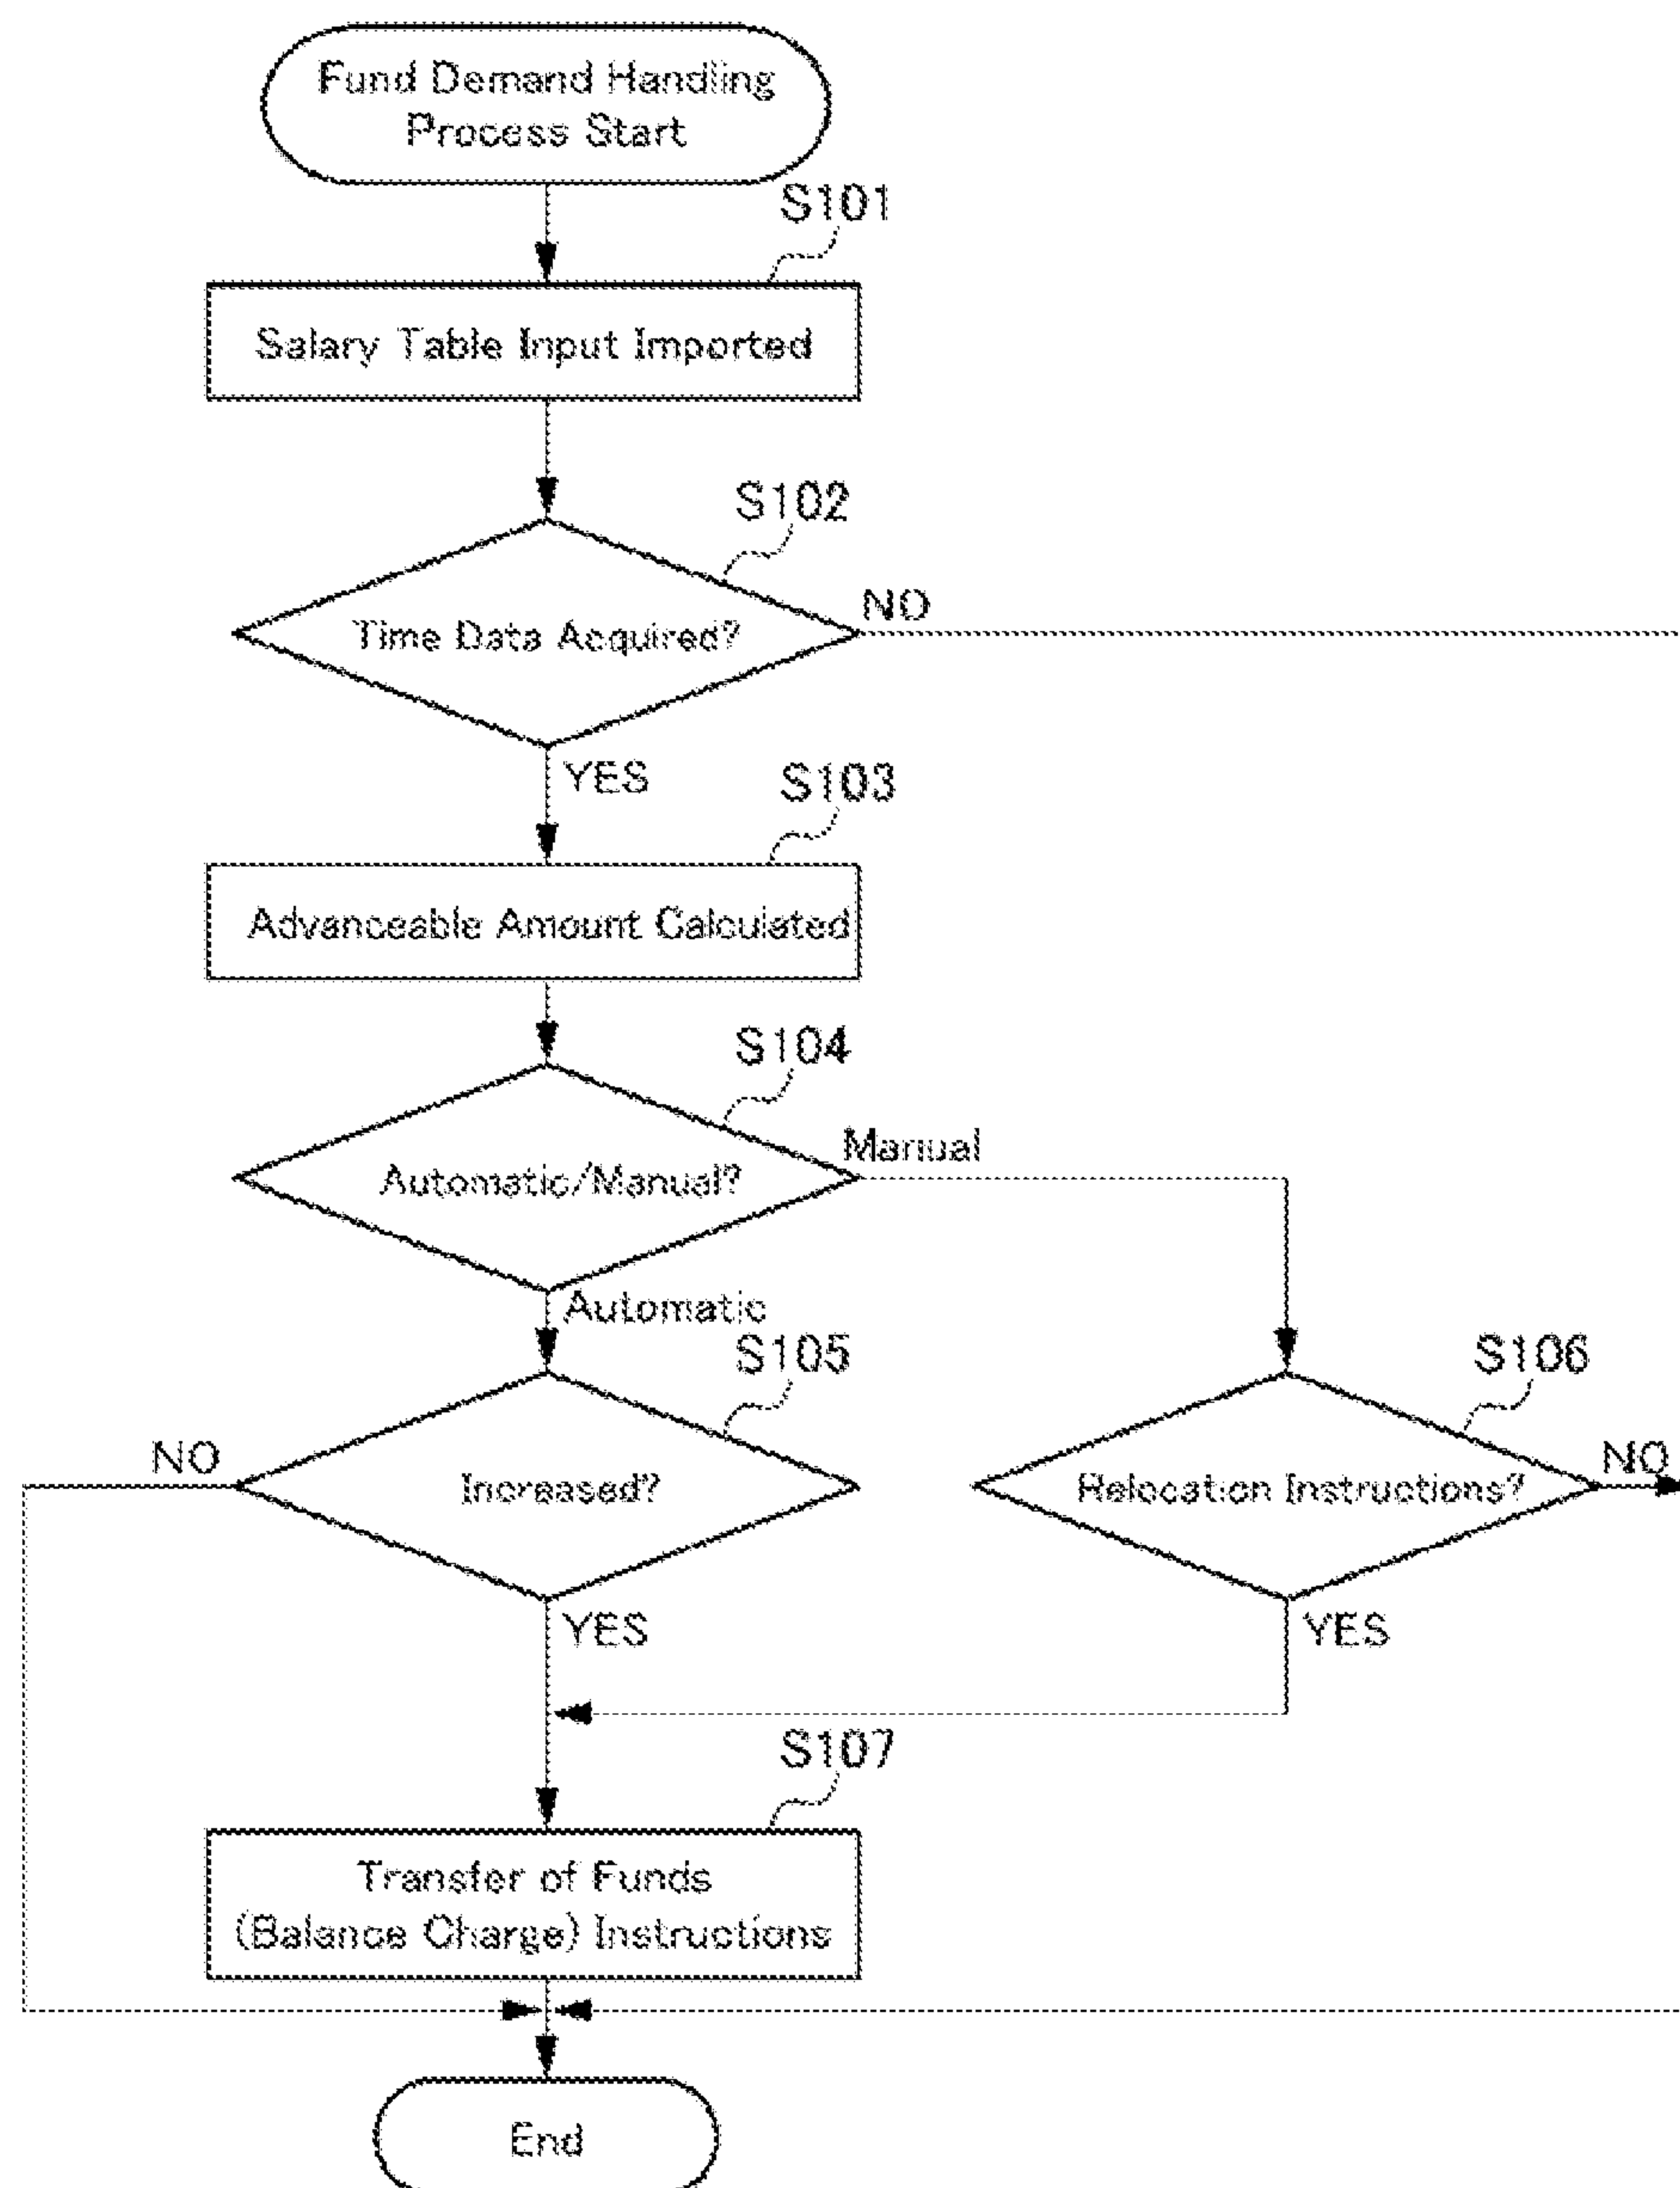 Fund Demand Handling
Process Start
S101
Salary Table Input Imported
S102
Time Data Acquired?
NO
YES
S103
Advanceable Amount Calculated
S104
Automatic/Manual?
Manual
Automatic
S105
S106
NO
Increased?
Relocation Instructions?
NO
YES
YES
S107
Transfer of Funds
(Balance Charge) Instructions
End